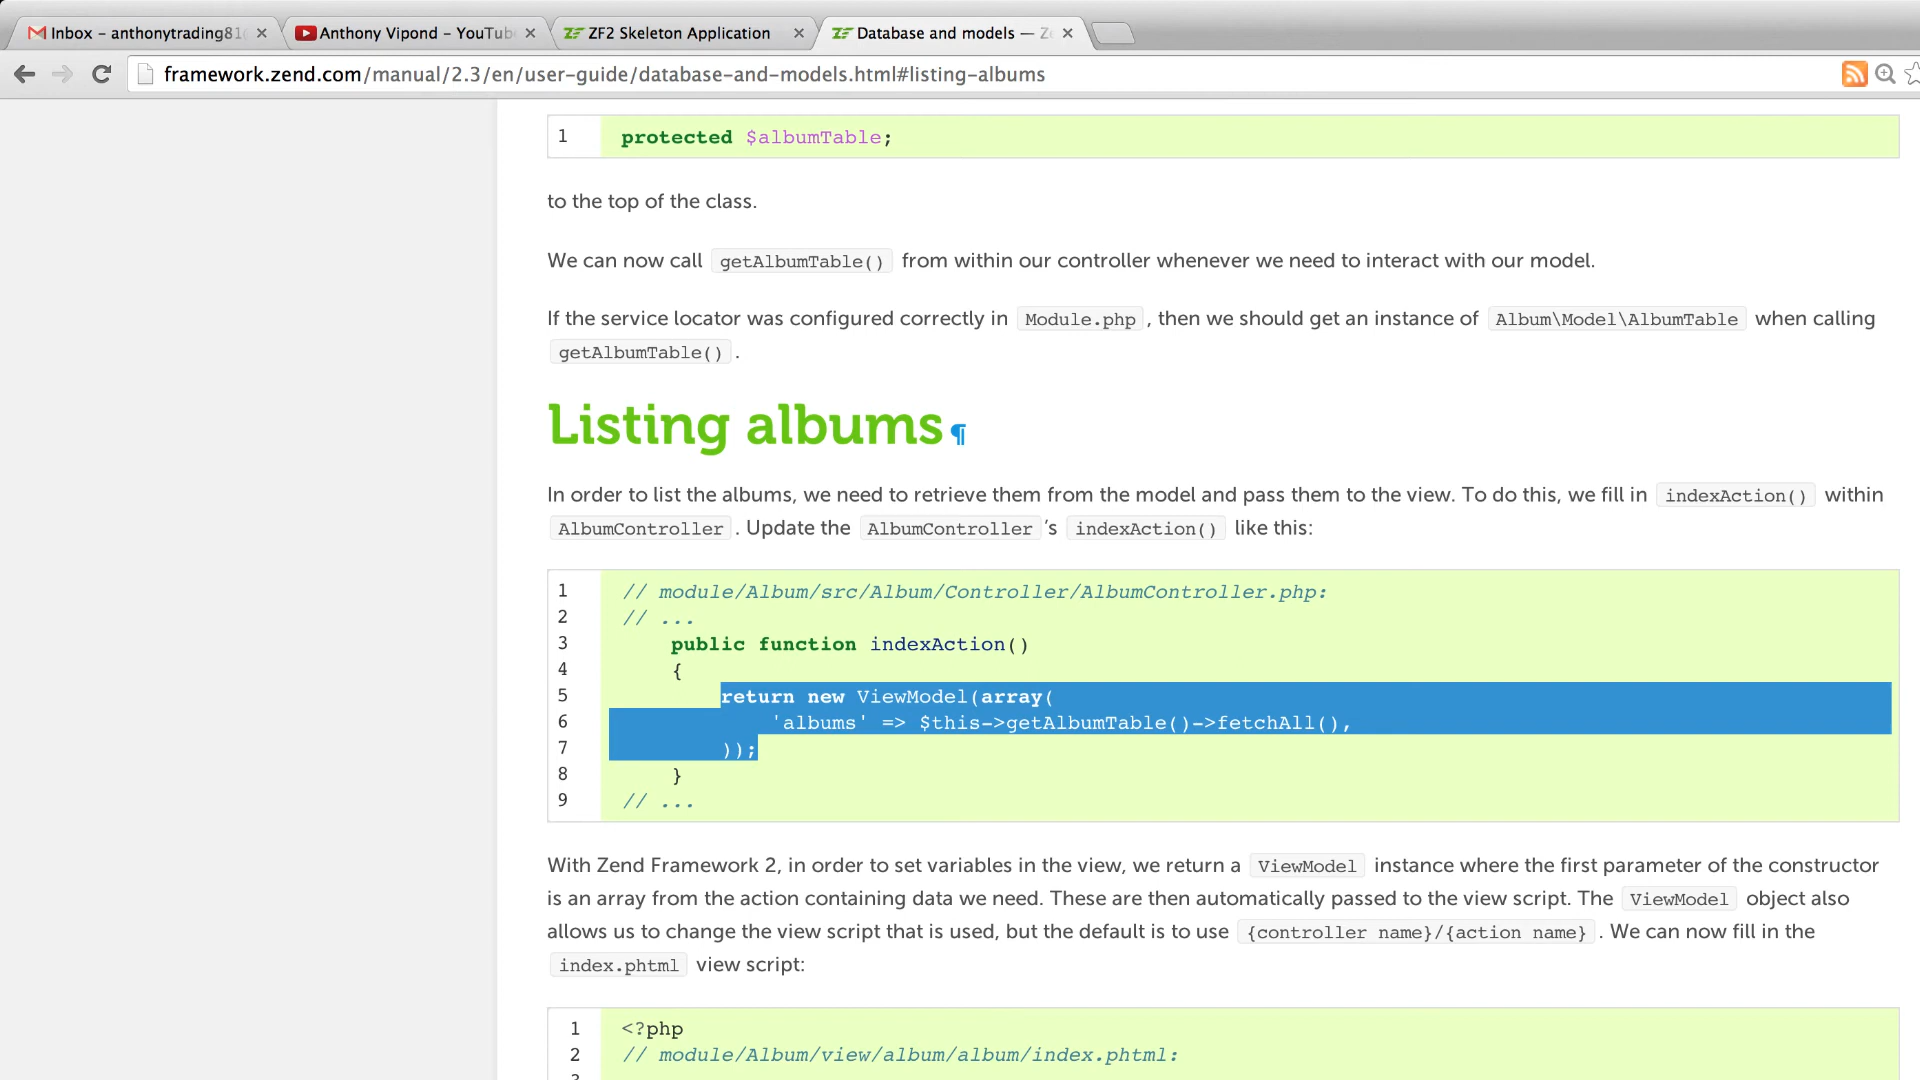 Inbox – anthonytrading810
Anthony Vipond – YouTube
ZF2 Skeleton Application
Database and models — Ze
framework.zend.com/manual/2.3/en/user-guide/database-and-models.html#listing-albums
1 protected $albumTable;
to the top of the class.
We can now call getAlbumTable() from within our controller whenever we need to interact with our model.
If the service locator was configured correctly in Module.php , then we should get an instance of Album\Model\AlbumTable when calling
getAlbumTable() .
Listing albums¶
In order to list the albums, we need to retrieve them from the model and pass them to the view. To do this, we fill in indexAction() within
AlbumController . Update the AlbumController ’s indexAction() like this:
1 // module/Album/src/Album/Controller/AlbumController.php:
2 // ...
3 public function indexAction()
4 {
5 return new ViewModel(array(
6 'albums' => $this->getAlbumTable()->fetchAll(),
7 ));
8 }
9 // ...
With Zend Framework 2, in order to set variables in the view, we return a ViewModel instance where the first parameter of the constructor
is an array from the action containing data we need. These are then automatically passed to the view script. The ViewModel object also
allows us to change the view script that is used, but the default is to use {controller name}/{action name} . We can now fill in the
index.phtml view script:
1 <?php
2 // module/Album/view/album/album/index.phtml: